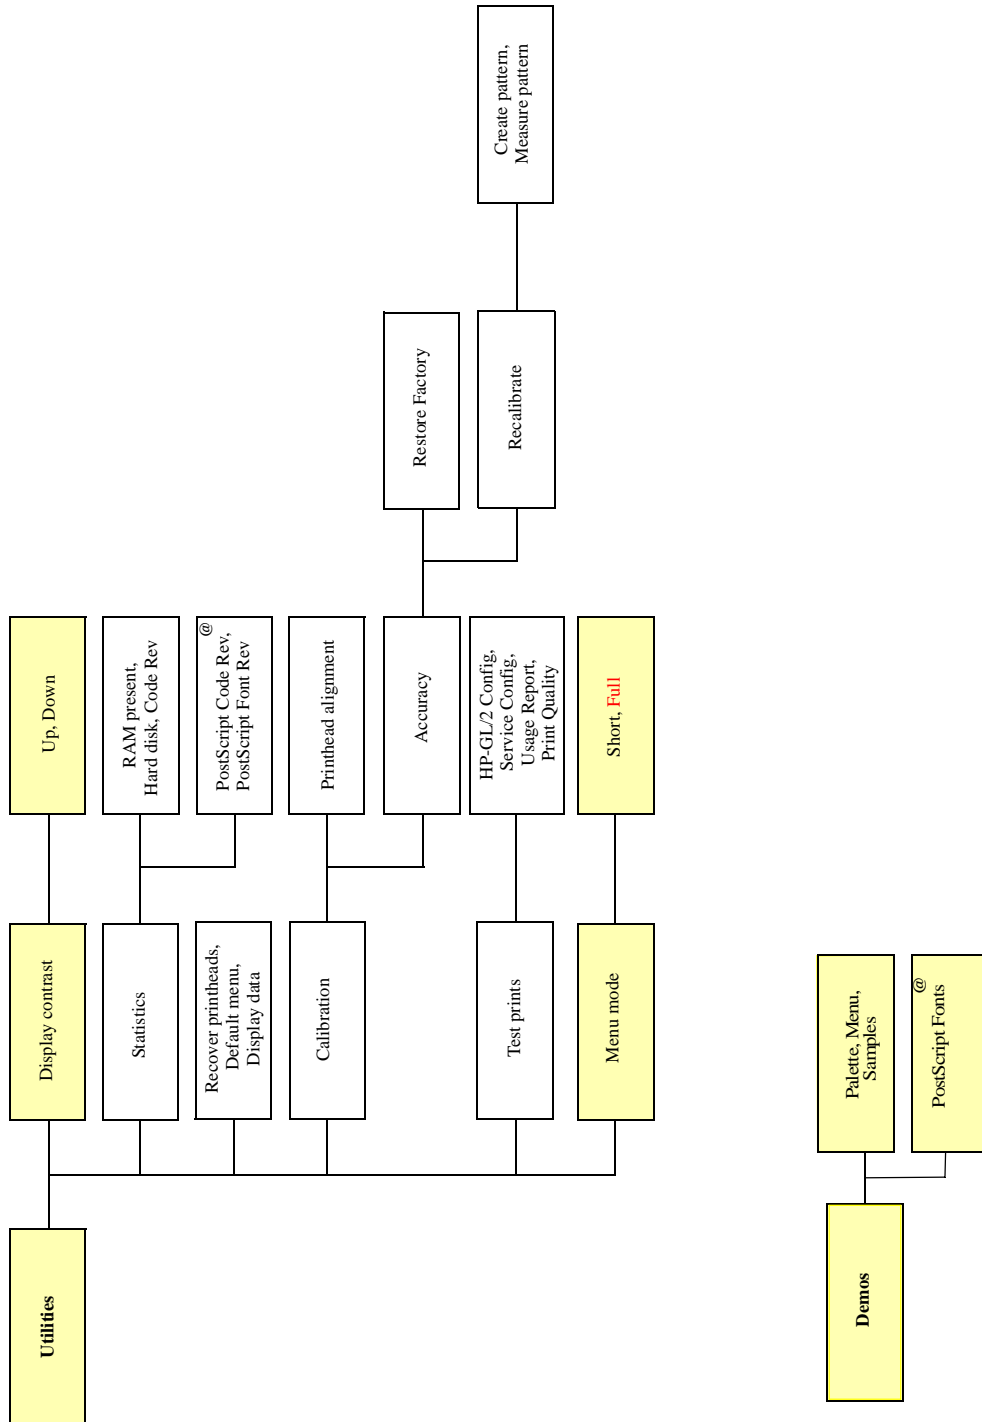 Utilities
Display contrast
Up, Down
Statistics
RAM present,
Hard disk, Code Rev
@
PostScript Code Rev,
PostScript Font Rev
Recover printheads,
Default menu,
Display data
Calibration
Printhead alignment
Accuracy
Restore Factory
Recalibrate
Create pattern,
Measure pattern
Test prints
HP-GL/2 Config,
Service Config,
Usage Report,
Print Quality
Menu mode
Short, Full
Demos
Palette, Menu,
Samples
@
PostScript Fonts